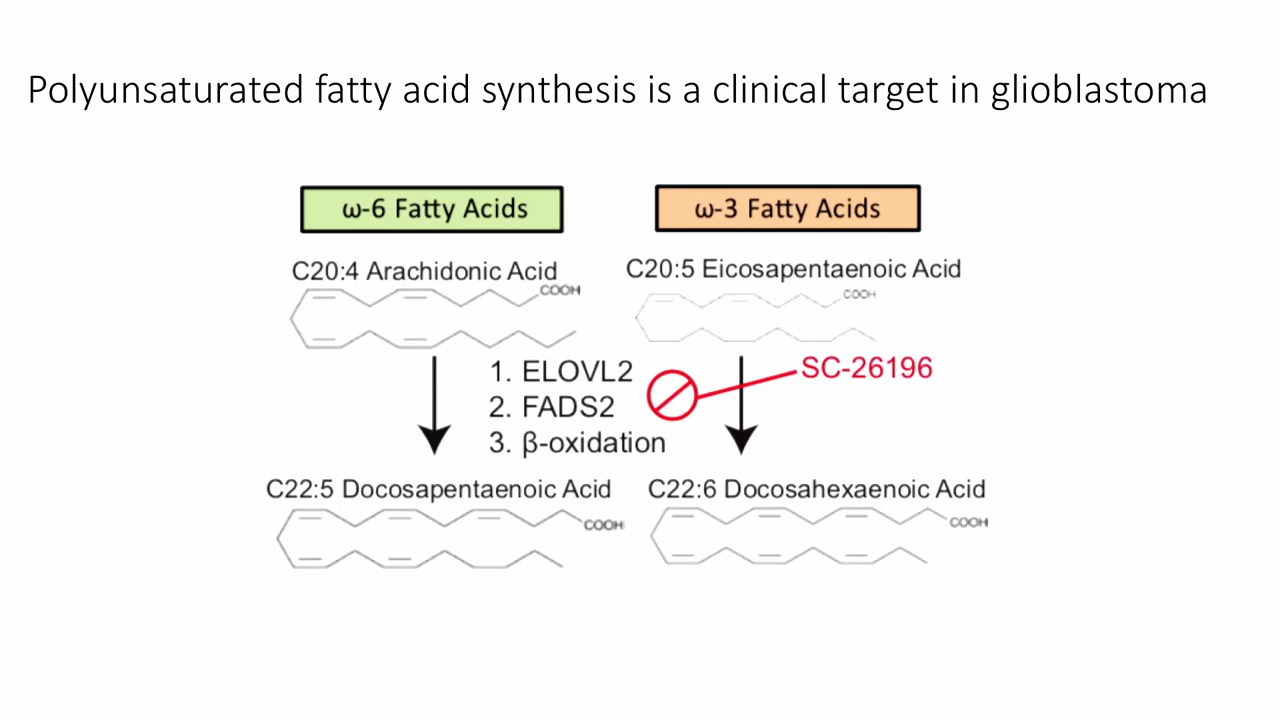 Polyunsaturated fatty acid synthesis is a clinical target in glioblastoma
ω-6 Fatty Acids
ω-3 Fatty Acids
C20:4 Arachidonic Acid
COOH
C20:5 Eicosapentaenoic Acid
COOH
1. ELOVL2
2. FADS2
3. β-oxidation
SC-26196
C22:5 Docosapentaenoic Acid
COOH
C22:6 Docosahexaenoic Acid
COOH